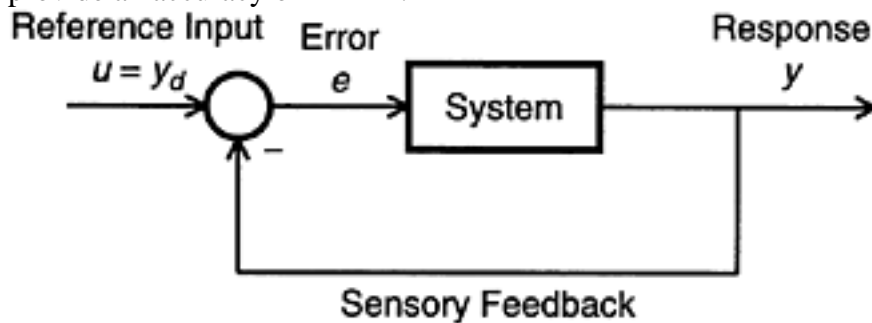 Reference Input
Error
Response
u = y_d
e
System
y
–
Sensory Feedback